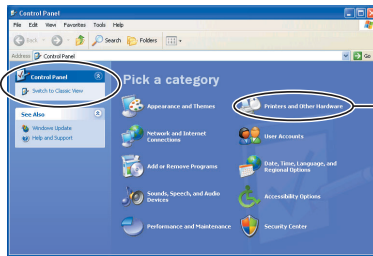 Control Panel
File Edit View Favorites Tools Help
Back Search Folders
Address Control Panel Go
Control Panel
Switch to Classic View
See Also
Windows Update
Help and Support
Pick a category
Appearance and Themes
Printers and Other Hardware
Network and Internet
Connections
User Accounts
Add or Remove Programs
Date, Time, Language, and
Regional Options
Sounds, Speech, and Audio
Devices
Accessibility Options
Performance and Maintenance
Security Center